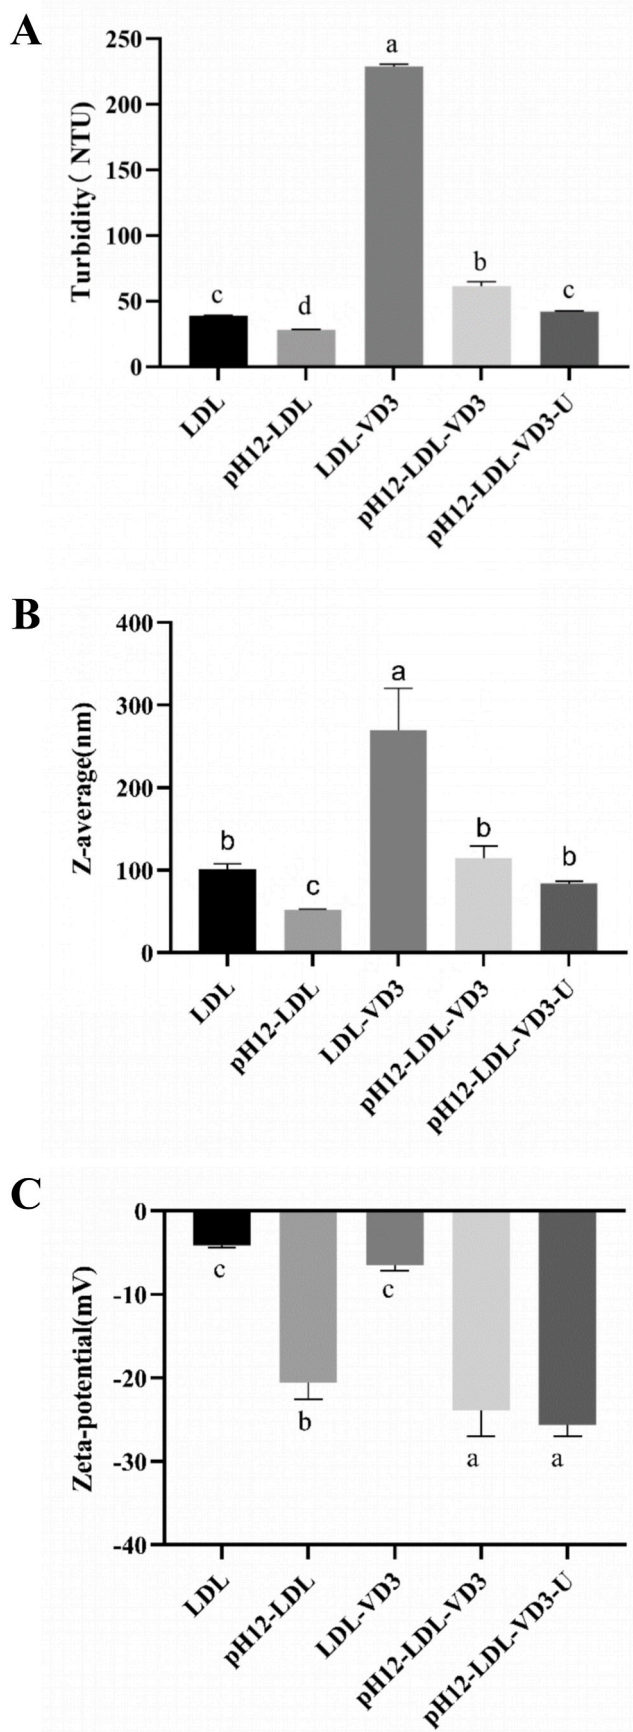 A
Turbidity( NTU)
250
200
150
100
50
0
c
d
a
b
c
LDL
pH12-LDL
LDL-VD3
pH12-LDL-VD3
pH12-LDL-VD3-U
B
Z-average(nm)
400
300
200
100
0
b
c
a
b
b
LDL
pH12-LDL
LDL-VD3
pH12-LDL-VD3
pH12-LDL-VD3-U
C
Zeta-potential(mV)
0
-10
-20
-30
-40
c
b
c
a
a
LDL
pH12-LDL
LDL-VD3
pH12-LDL-VD3
pH12-LDL-VD3-U